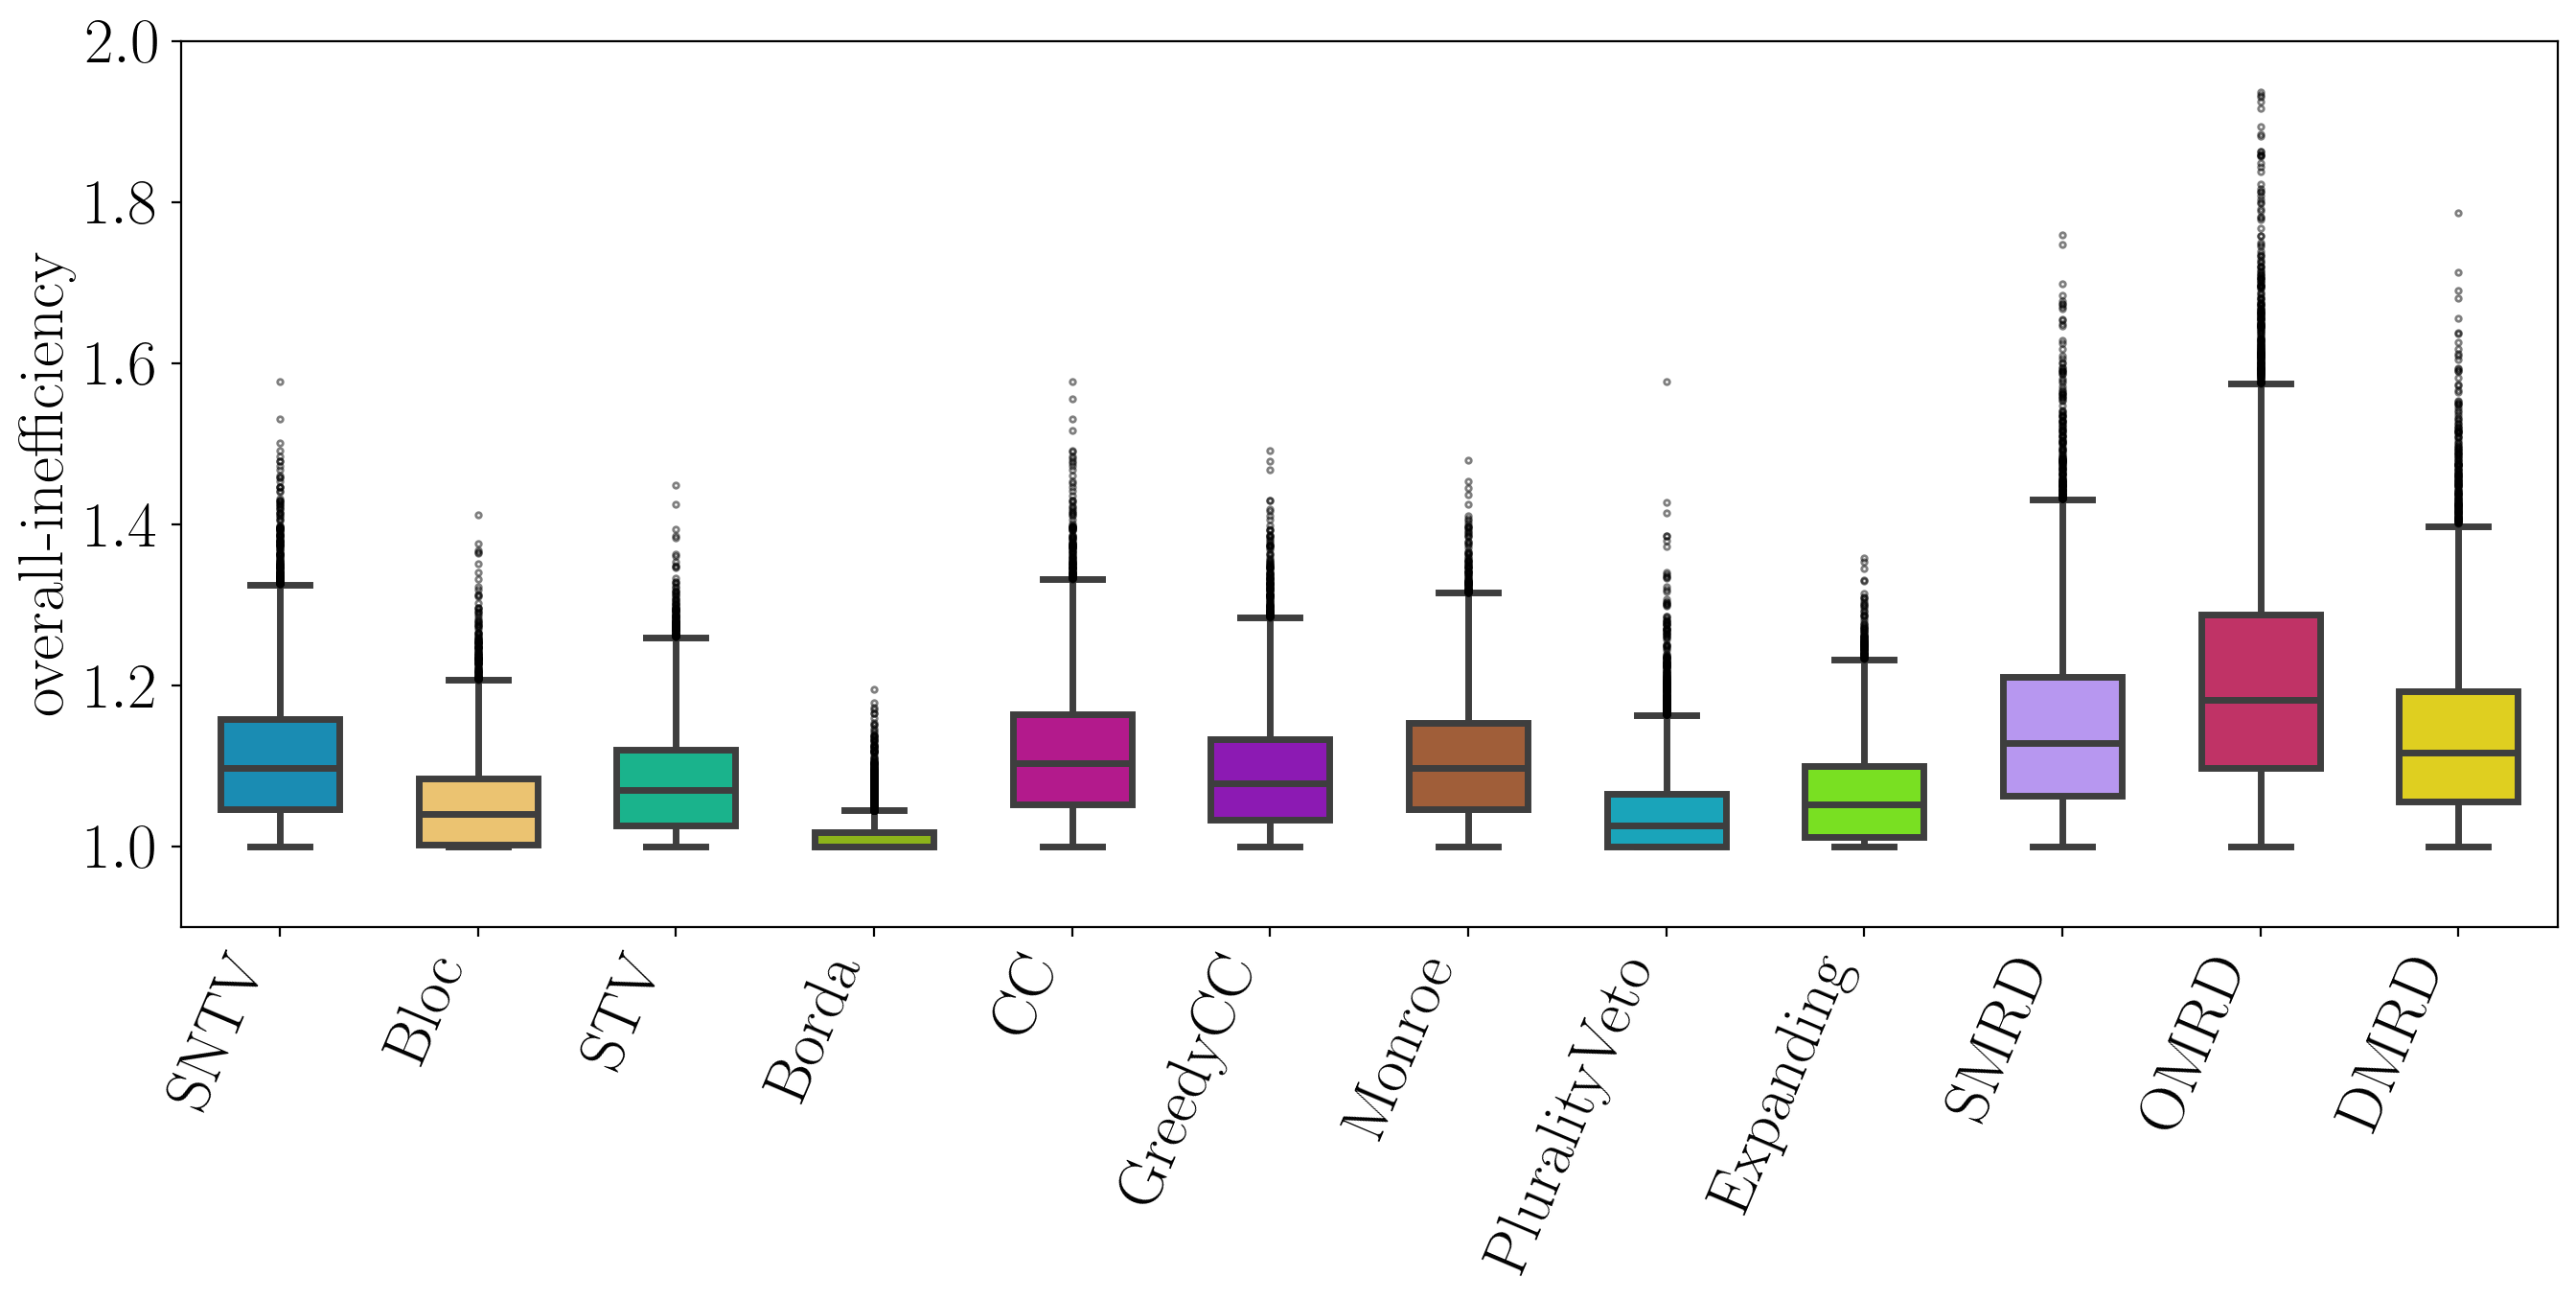 overall-inefficiency
2.0
1.8
1.6
1.4
1.2
1.0
SNTV
Bloc
STV
Borda
CC
GreedyCC
Monroe
PluralityVeto
Expanding
SMRD
OMRD
DMRD